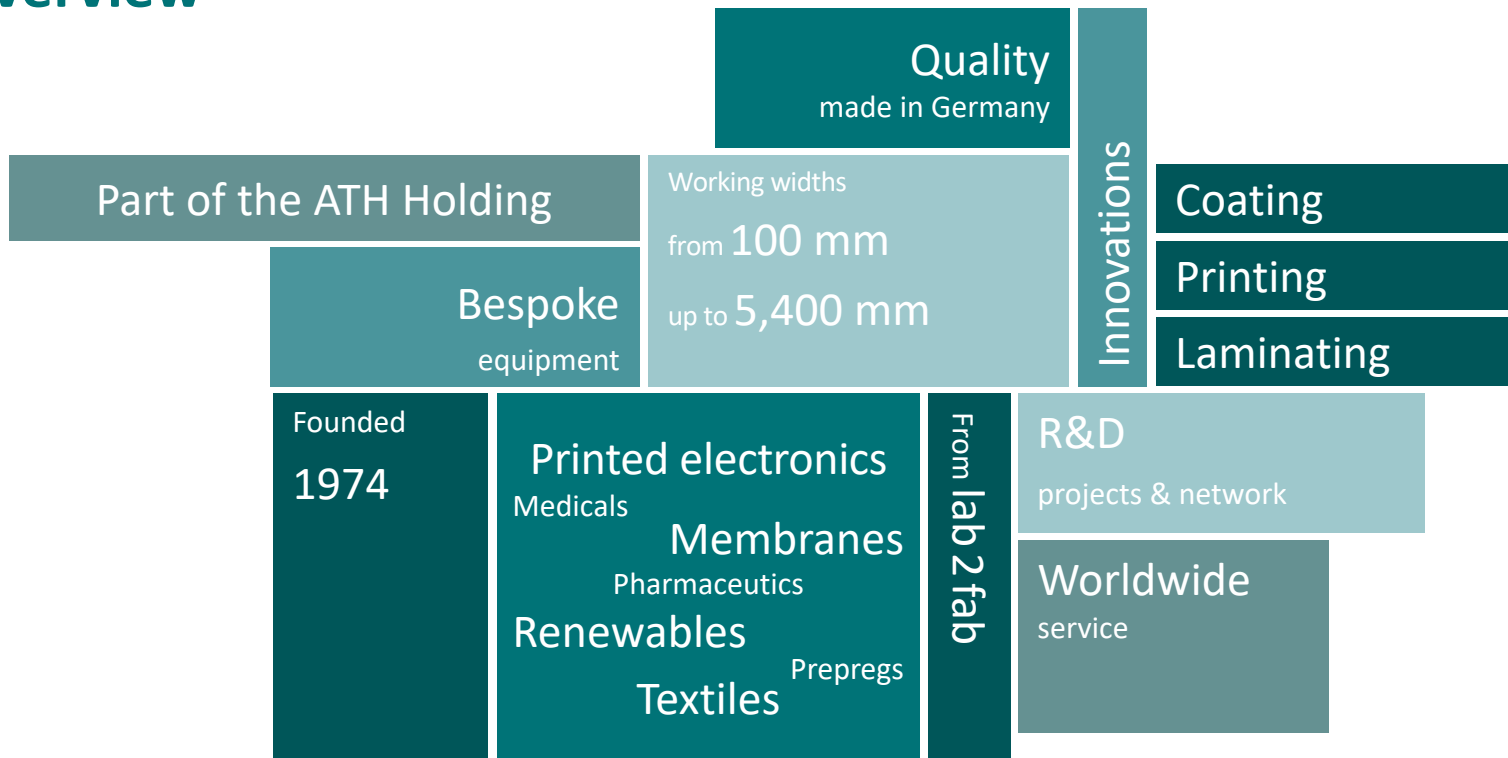 Quality
made in Germany
Part of the ATH Holding
Working widths
from 100 mm
up to 5,400 mm
Innovations
Coating
Printing
Laminating
Bespoke
equipment
Founded
1974
Printed electronics
Medicals
Membranes
Pharmaceutics
Renewables
Prepregs
Textiles
From lab 2 fab
R&D
projects & network
Worldwide
service